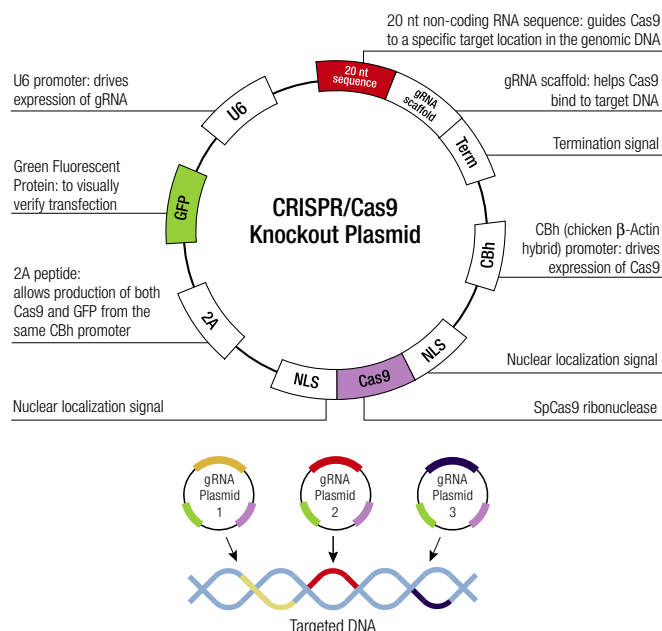 20 nt non-coding RNA sequence: guides Cas9
to a specific target location in the genomic DNA
U6 promoter: drives
expression of gRNA
gRNA scaffold: helps Cas9
bind to target DNA
Termination signal
Green Fluorescent
Protein: to visually
verify transfection
CBh (chicken β-Actin
hybrid) promoter: drives
expression of Cas9
2A peptide:
allows production of both
Cas9 and GFP from the
same CBh promoter
Nuclear localization signal
Nuclear localization signal
SpCas9 ribonuclease
20 nt
sequence
gRNA
scaffold
Term
CBh
NLS
Cas9
NLS
2A
GFP
U6
CRISPR/Cas9
Knockout Plasmid
gRNA
Plasmid
1
gRNA
Plasmid
2
gRNA
Plasmid
3
Targeted DNA